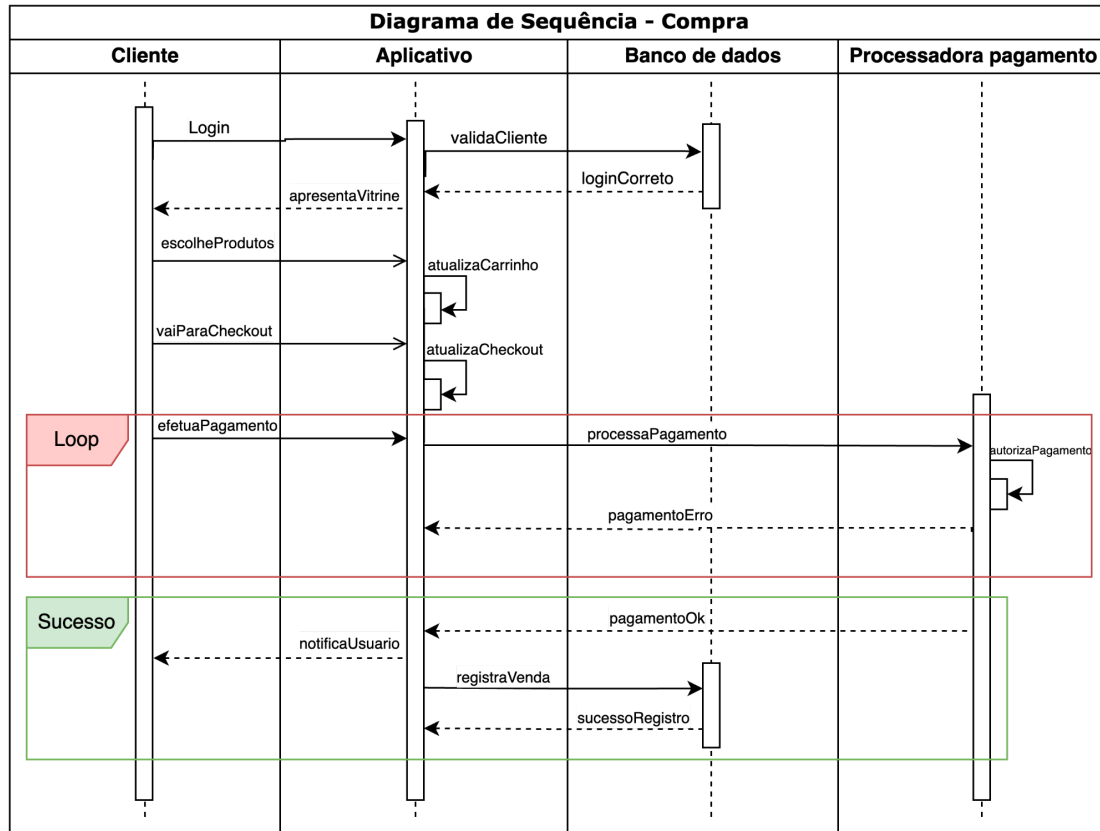 Diagrama de Sequência - Compra
Cliente
Aplicativo
Banco de dados
Processadora pagamento
Login
validaCliente
loginCorreto
apresentaVitrine
escolheProdutos
atualizaCarrinho
vaiParaCheckout
atualizaCheckout
Loop
efetuaPagamento
processaPagamento
autorizaPagamento
pagamentoErro
Sucesso
pagamentoOk
notificaUsuario
registraVenda
sucessoRegistro